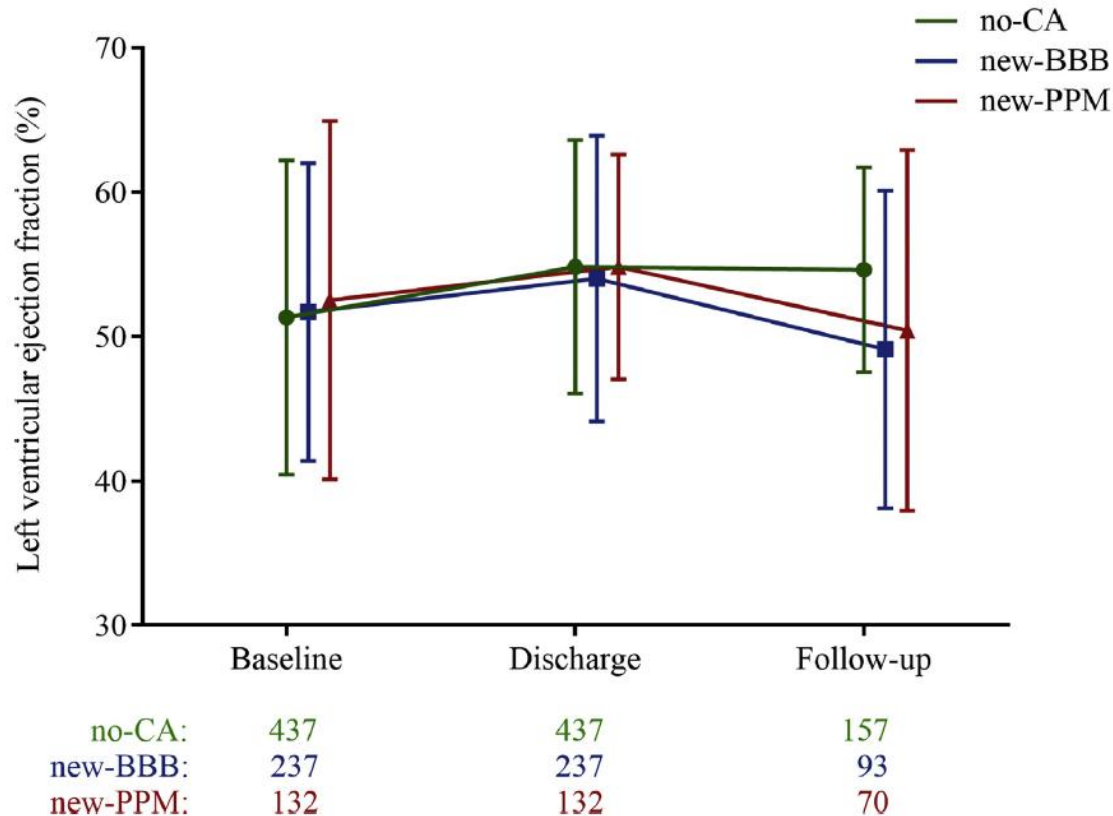 no-CA
new-BBB
new-PPM
Left ventricular ejection fraction (%)
70
60
50
40
30
Baseline Discharge Follow-up
no-CA: 437 437 157
new-BBB: 237 237 93
new-PPM: 132 132 70